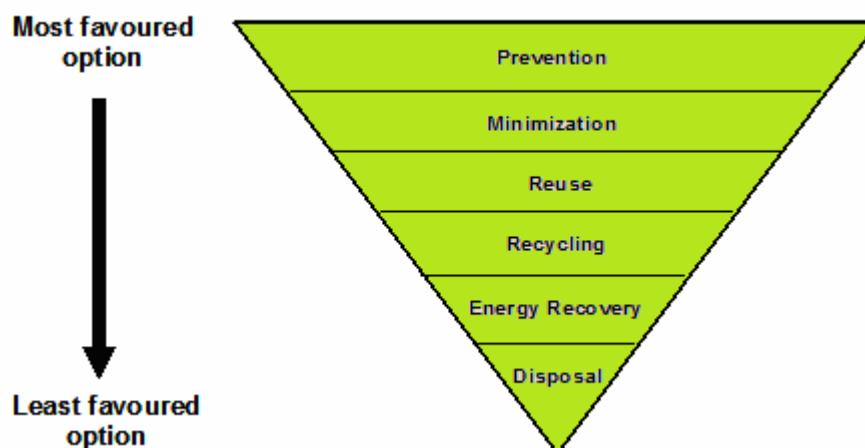 Most favoured
option
Prevention
Minimization
Reuse
Recycling
Energy Recovery
Disposal
Least favoured
option